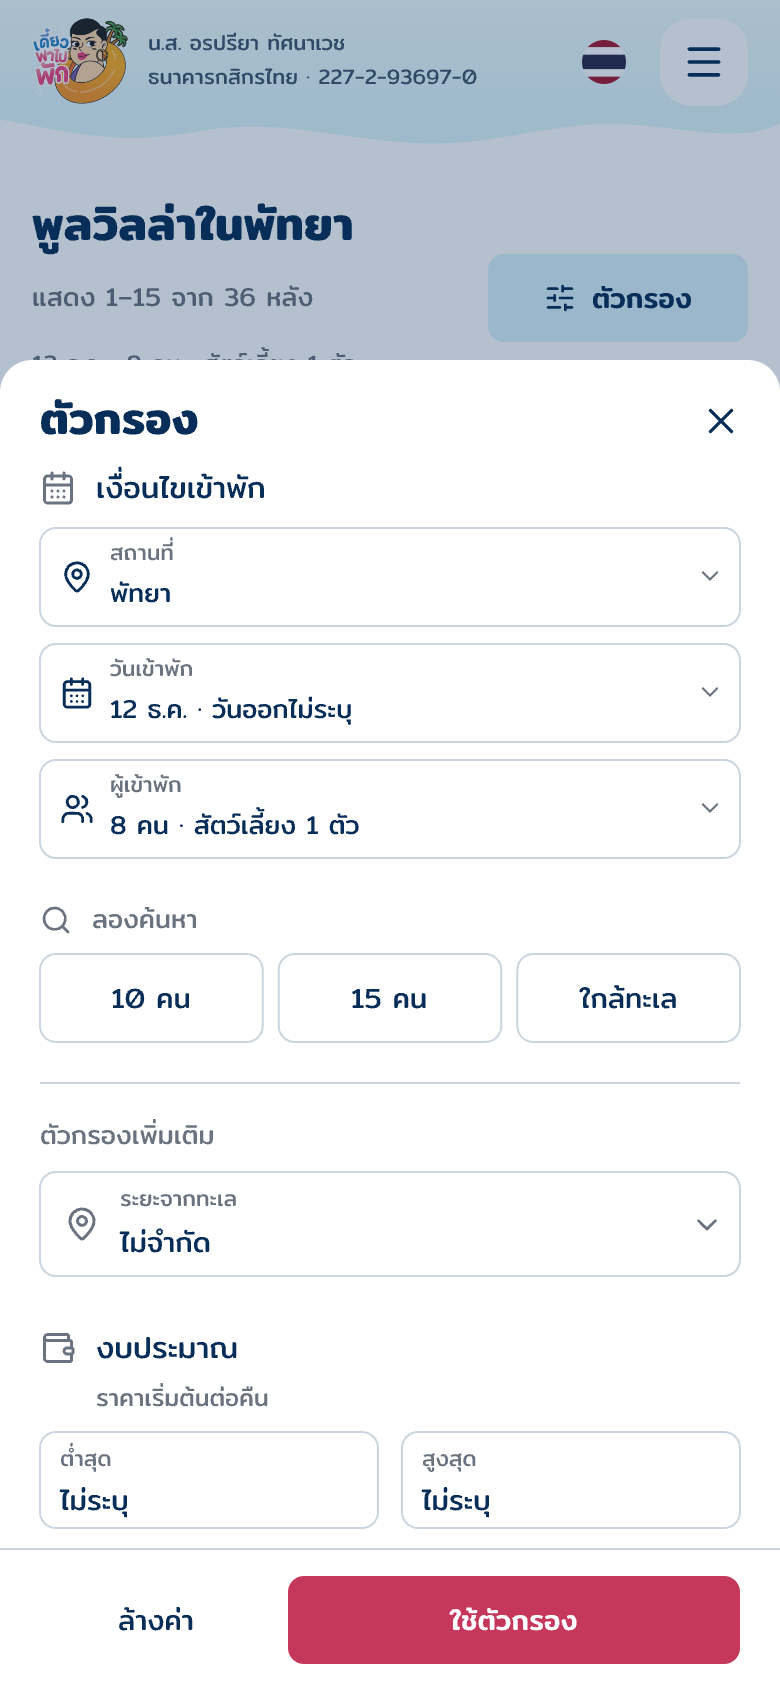 เดี๋ยว
พาไป
พัก
น.ส. อรปรียา ทัศนาเวช
ธนาคารกสิกรไทย · 227-2-93697-0
พูลวิลล่าในพัทยา
แสดง 1–15 จาก 36 หลัง
ตัวกรอง
ตัวกรอง
เงื่อนไขเข้าพัก
สถานที่
พัทยา
วันเข้าพัก
12 ธ.ค. · วันออกไม่ระบุ
ผู้เข้าพัก
8 คน · สัตว์เลี้ยง 1 ตัว
ลองค้นหา
10 คน
15 คน
ใกล้ทะเล
ตัวกรองเพิ่มเติม
ระยะจากทะเล
ไม่จำกัด
งบประมาณ
ราคาเริ่มต้นต่อคืน
ต่ำสุด
ไม่ระบุ
สูงสุด
ไม่ระบุ
ล้างค่า
ใช้ตัวกรอง